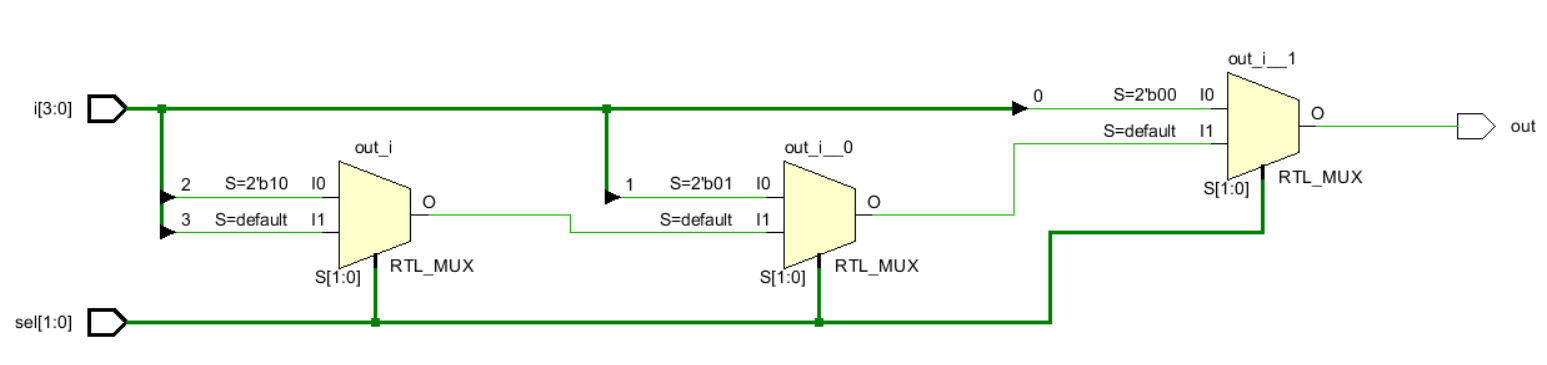 out_i__1
i[3:0]
0
S=2'b00
I0
O
S=default
I1
out
out_i
out_i__0
RTL_MUX
S[1:0]
2
S=2'b10
I0
O
3
S=default
I1
1
S=2'b01
I0
O
S=default
I1
RTL_MUX
S[1:0]
RTL_MUX
S[1:0]
sel[1:0]